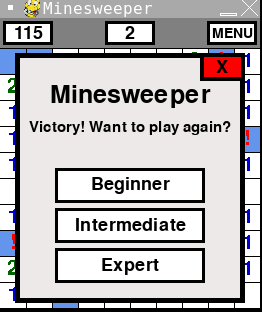 Minesweeper
115 2 MENU
X
Minesweeper
Victory! Want to play again?
Beginner
Intermediate
Expert